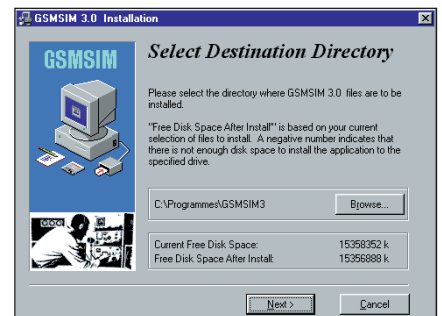 GSMSIM 3.0 Installation
GSMSIM
Select Destination Directory
Please select the directory where GSMSIM 3.0 files are to be
installed.
"Free Disk Space After Install" is based on your current
selection of files to install. A negative number indicates that
there is not enough disk space to install the application to the
specified drive.
C:\Programmes\GSMSIM3
Browse...
Current Free Disk Space: 15358352 k
Free Disk Space After Install: 15356888 k
Next > Cancel